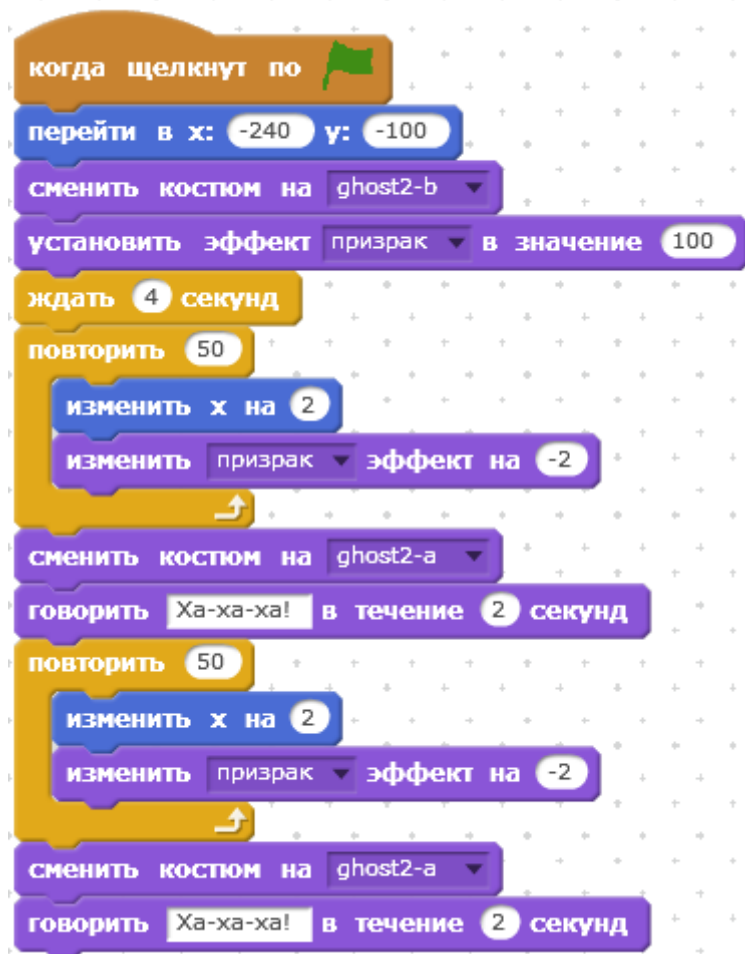 когда щелкнут по
перейти в x: -240 y: -100
сменить костюм на ghost2-b
установить эффект призрак в значение 100
ждать 4 секунд
повторить 50
изменить x на 2
изменить призрак эффект на -2
сменить костюм на ghost2-a
говорить Ха-ха-ха! в течение 2 секунд
повторить 50
изменить x на 2
изменить призрак эффект на -2
сменить костюм на ghost2-a
говорить Ха-ха-ха! в течение 2 секунд